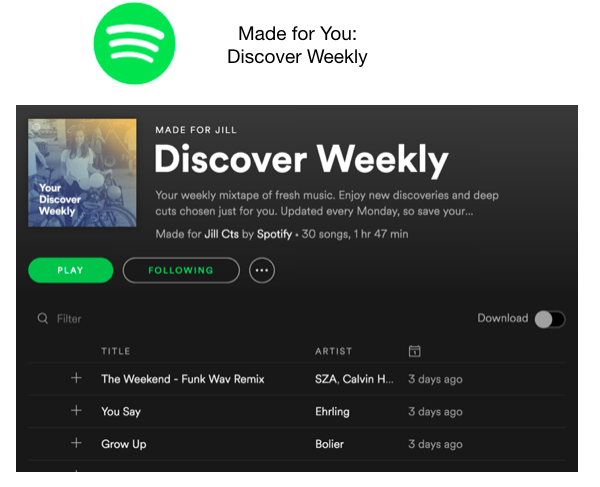 Made for You:
Discover Weekly
Your
Discover
Weekly
MADE FOR JILL
Discover Weekly
Your weekly mixtape of fresh music. Enjoy new discoveries and deep
cuts chosen just for you. Updated every Monday, so save your...
Made for Jill Cts by Spotify • 30 songs, 1 hr 47 min
PLAY
FOLLOWING
Filter
Download
TITLE ARTIST
The Weekend - Funk Wav Remix SZA, Calvin H... 3 days ago
You Say Ehrling 3 days ago
Grow Up Bolier 3 days ago